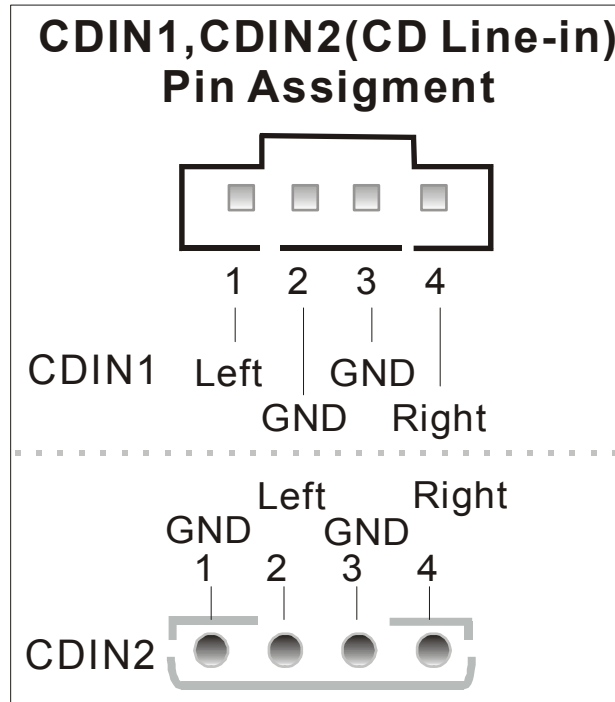 CDIN1,CDIN2(CD Line-in)
Pin Assigment
1 2 3 4
CDIN1 Left GND
GND Right
Left Right
GND GND
1 2 3 4
CDIN2